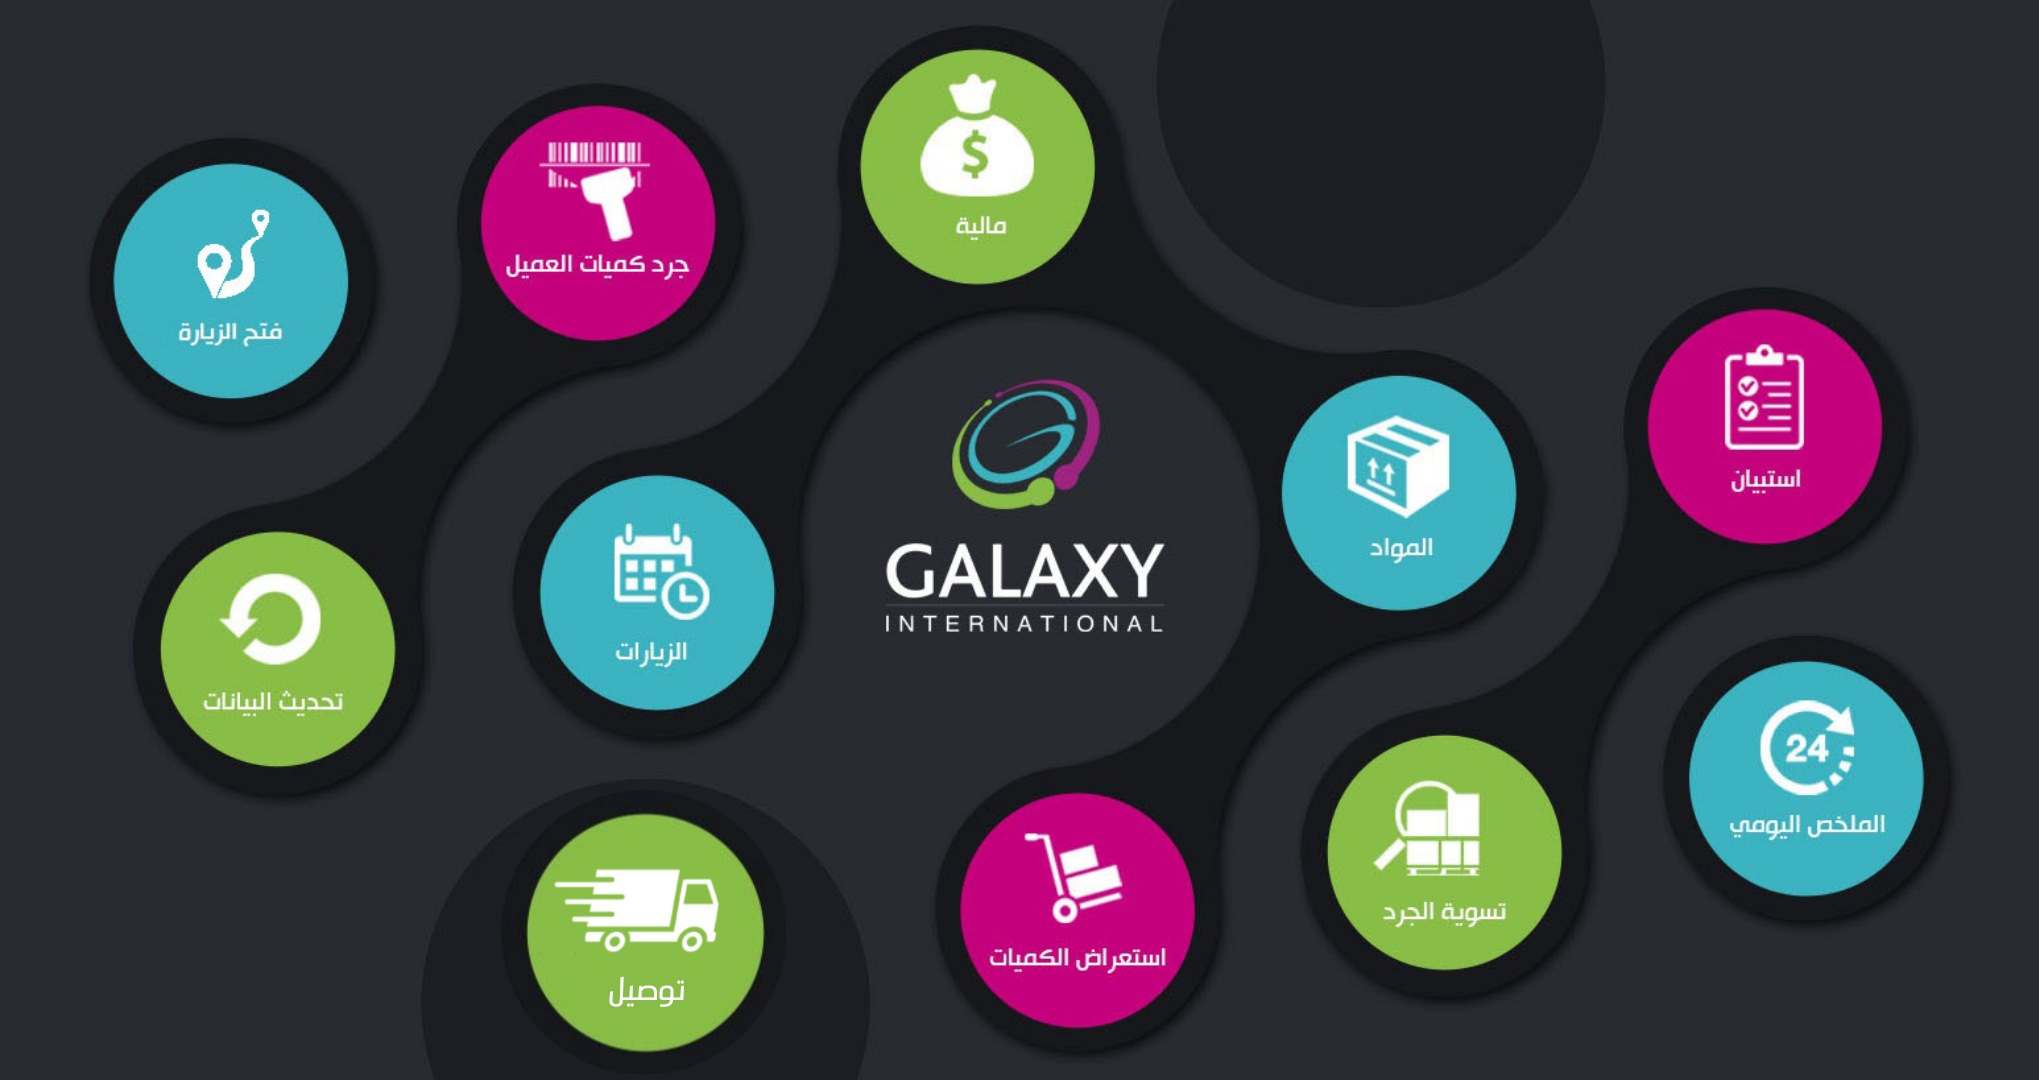 مالية
جرد كميات العميل
فتح الزيارة
استبيان
المواد
GALAXY
INTERNATIONAL
الزيارات
تحديث البيانات
24
الملخص اليومي
تسوية الجرد
استعراض الكميات
توصيل
$